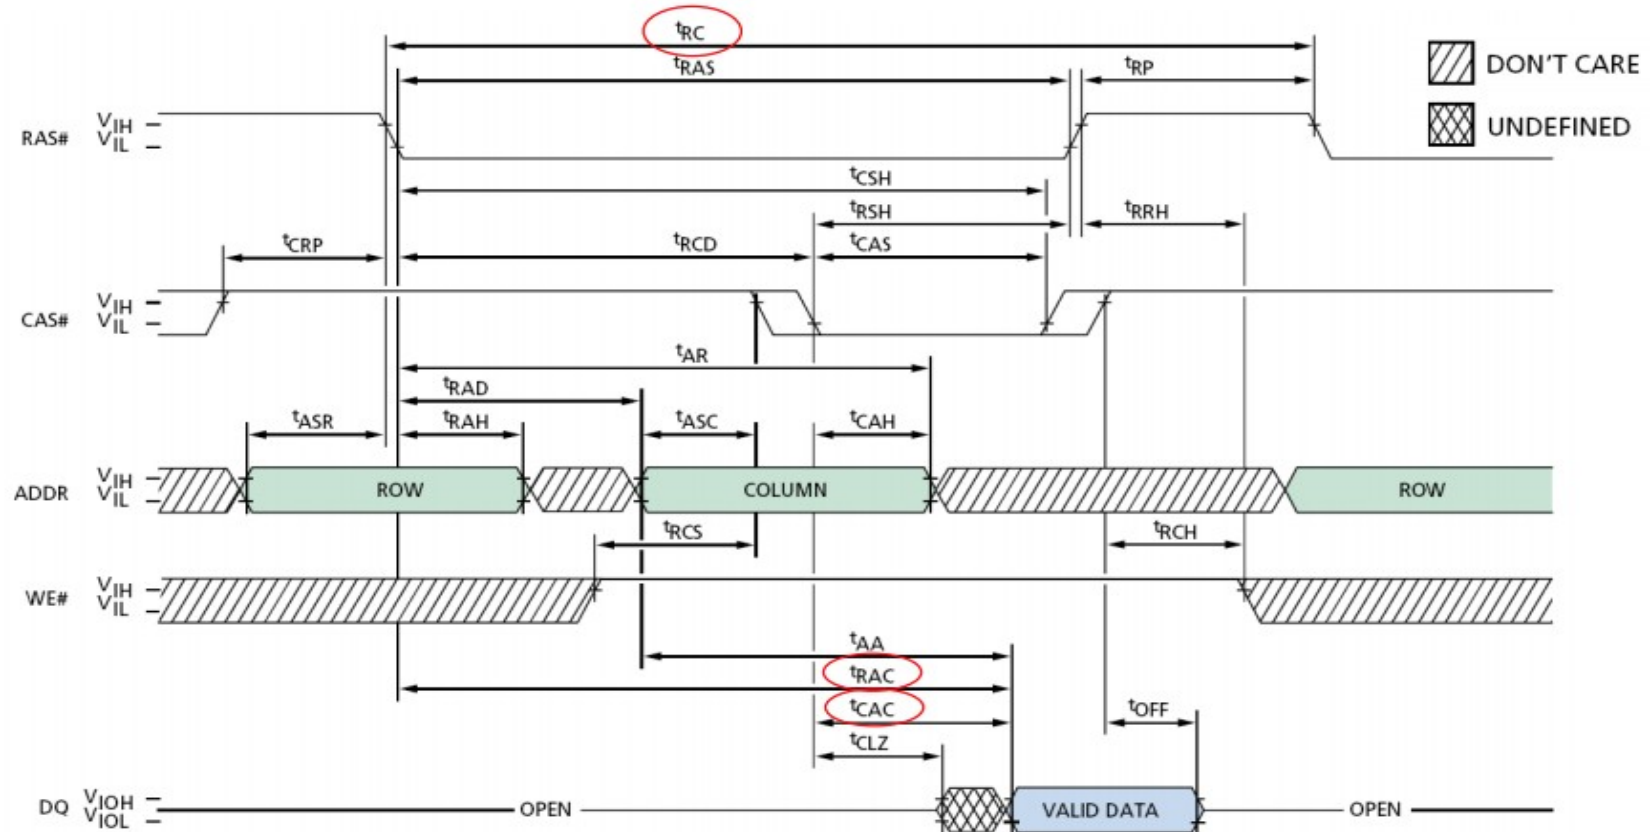 tRC
tRAS tRP
DON'T CARE
RAS# VIH VIL
UNDEFINED
tCSH
tRSH tRRH
tCRP tRCD tCAS
CAS# VIH VIL
tAR
tRAD
tASR tRAH tASC tCAH
ADDR VIH VIL ROW COLUMN ROW
tRCS tRCH
WE# VIH VIL
tAA
tRAC
tCAC tOFF
tCLZ
DQ VIOH VIOL OPEN VALID DATA OPEN